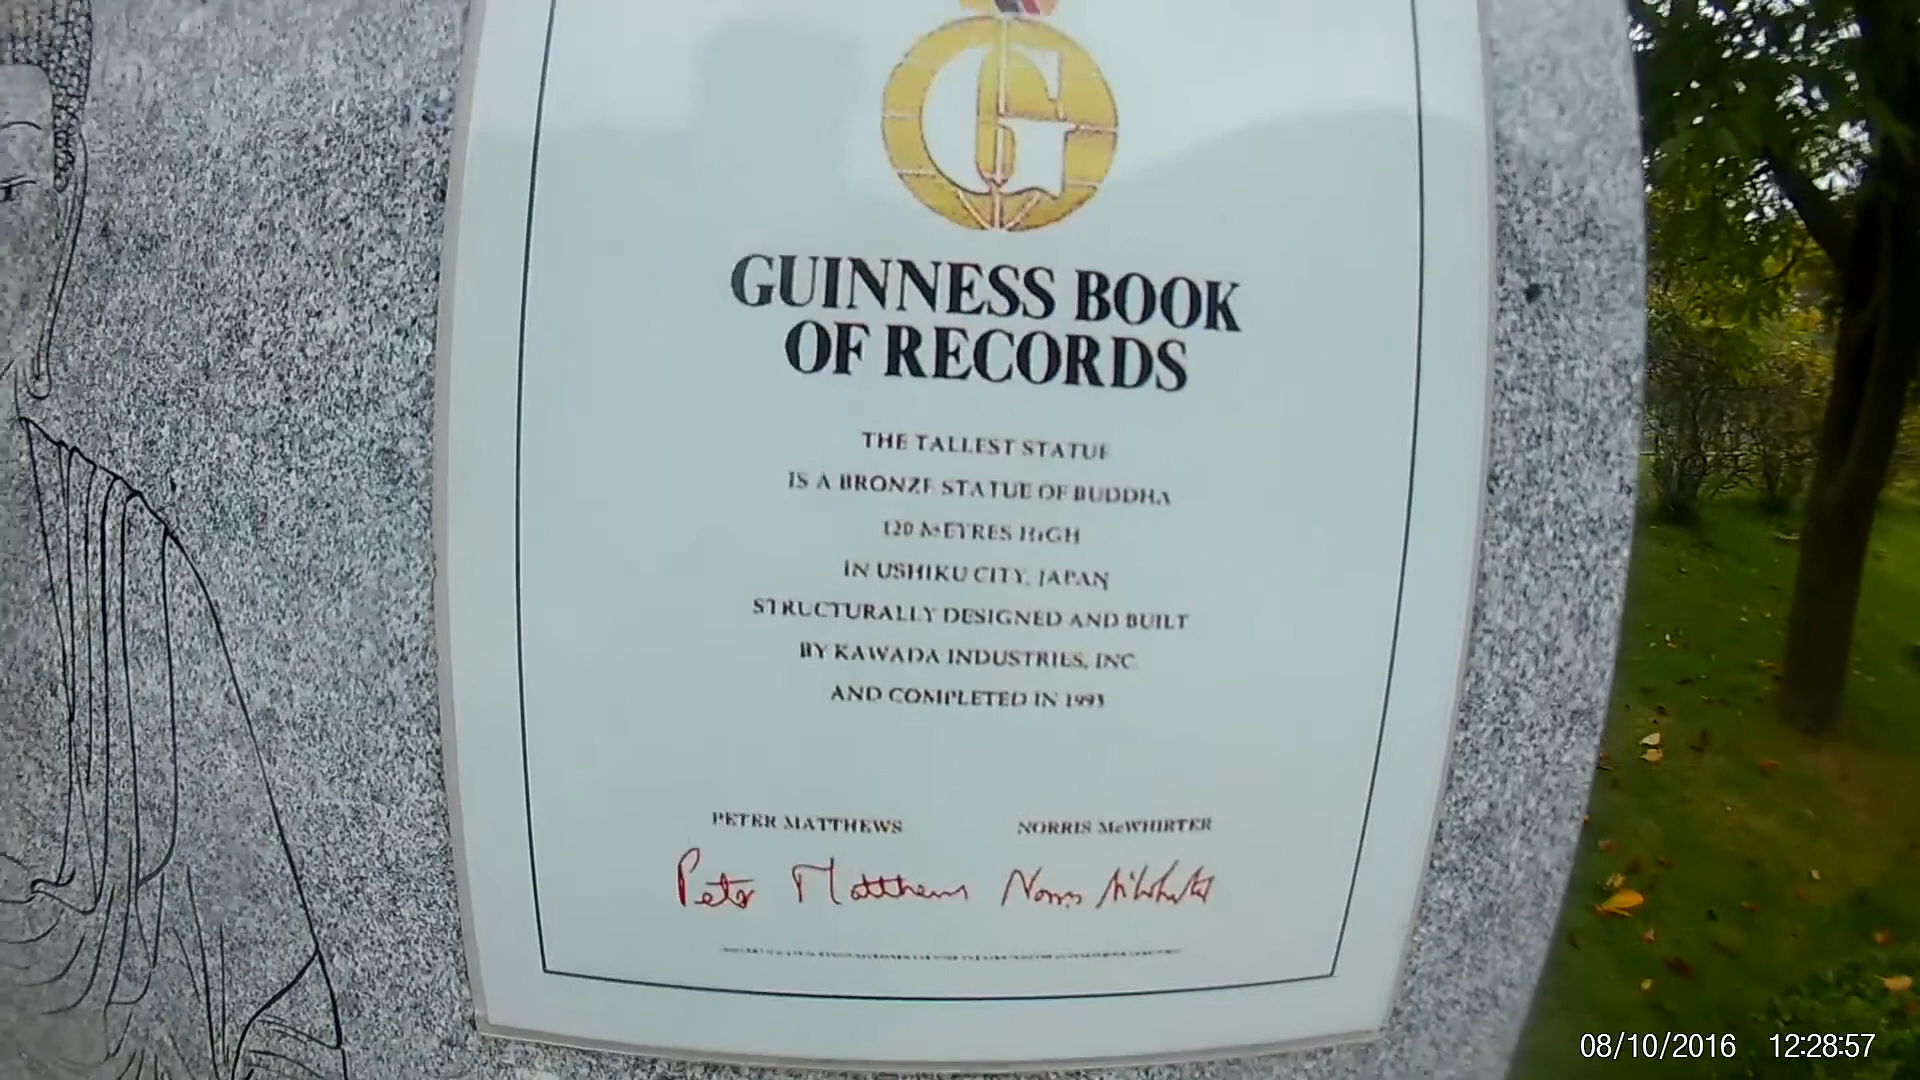 G
GUINNESS BOOK
OF RECORDS
THE TALLEST STATUE
IS A BRONZE STATUE OF BUDDHA
120 METRES HIGH
IN USHIKU CITY, JAPAN
STRUCTURALLY DESIGNED AND BUILT
BY KAWADA INDUSTRIES, INC
AND COMPLETED IN 1993
PETER MATTHEWS NORRIS McWHIRTER
Peter Matthews Norris McWhirter
08/10/2016 12:28:57